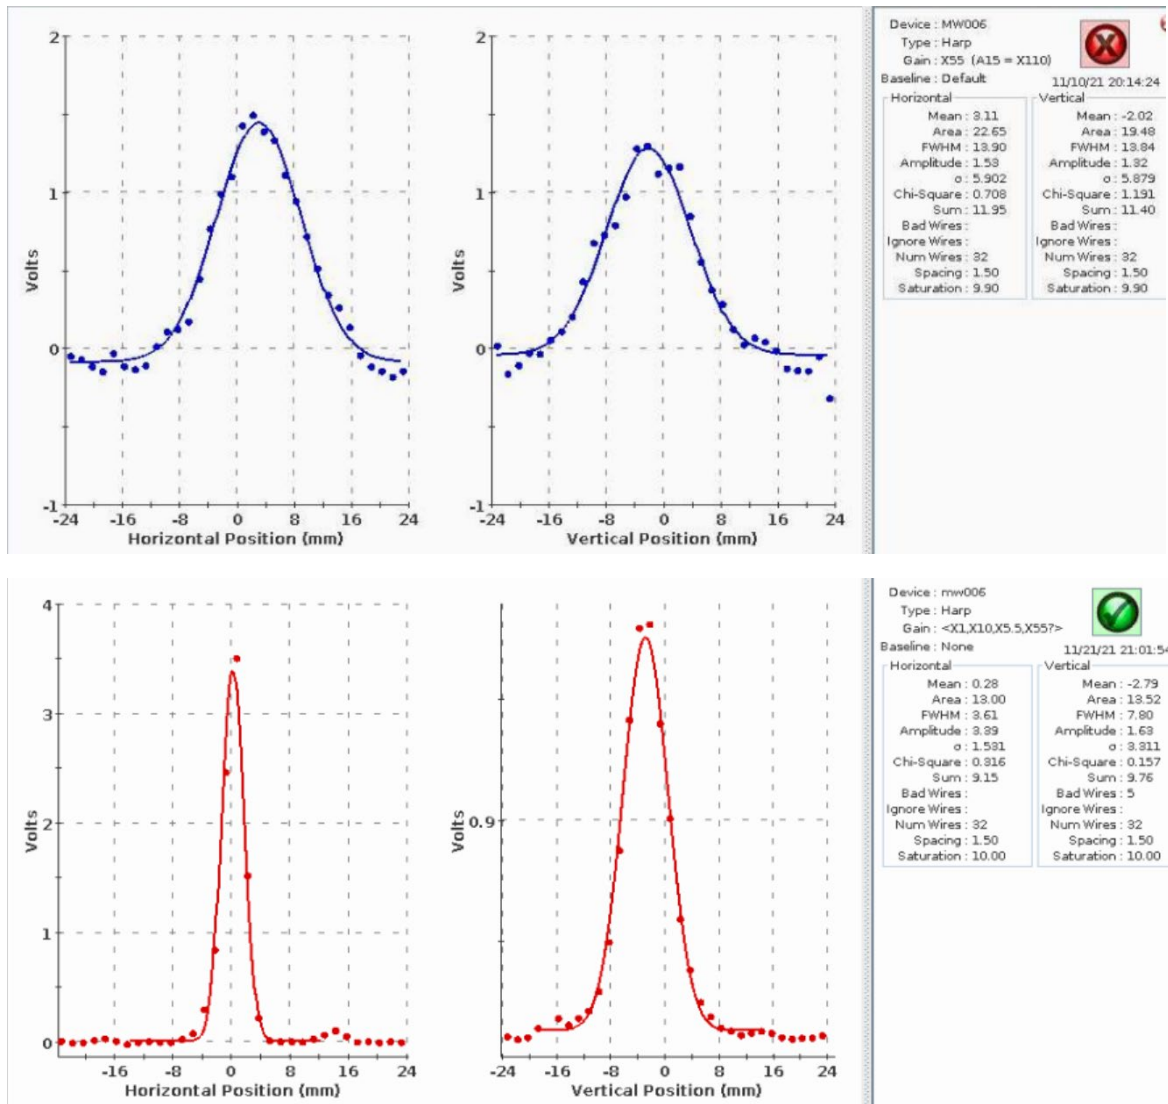 2
1
0
-1
Volts
-24 -16 -8 0 8 16 24
Horizontal Position (mm)
2
1
0
-1
Volts
-24 -16 -8 0 8 16 24
Vertical Position (mm)
Device : MW006
Type : Harp
Gain : X55 (A15 = X110)
Baseline : Default
11/10/21 20:14:24
Horizontal
Mean : 3.11
Area : 22.65
FWHM : 13.90
Amplitude : 1.53
σ : 5.902
Chi-Square : 0.708
Sum : 11.95
Bad Wires :
Ignore Wires :
Num Wires : 32
Spacing : 1.50
Saturation : 9.90
Vertical
Mean : -2.02
Area : 19.48
FWHM : 13.84
Amplitude : 1.32
σ : 5.879
Chi-Square : 1.191
Sum : 11.40
Bad Wires :
Ignore Wires :
Num Wires : 32
Spacing : 1.50
Saturation : 9.90
4
3
2
1
0
Volts
-16 -8 0 8 16 24
Horizontal Position (mm)
0.9
Volts
-24 -16 -8 0 8 16 24
Vertical Position (mm)
Device : mw006
Type : Harp
Gain : <X1,X10,X5.5,X55?>
Baseline : None
11/21/21 21:01:54
Horizontal
Mean : 0.28
Area : 13.00
FWHM : 3.61
Amplitude : 3.39
σ : 1.531
Chi-Square : 0.316
Sum : 9.15
Bad Wires :
Ignore Wires :
Num Wires : 32
Spacing : 1.50
Saturation : 10.00
Vertical
Mean : -2.79
Area : 13.52
FWHM : 7.80
Amplitude : 1.63
σ : 3.311
Chi-Square : 0.157
Sum : 9.76
Bad Wires : 5
Ignore Wires :
Num Wires : 32
Spacing : 1.50
Saturation : 10.00